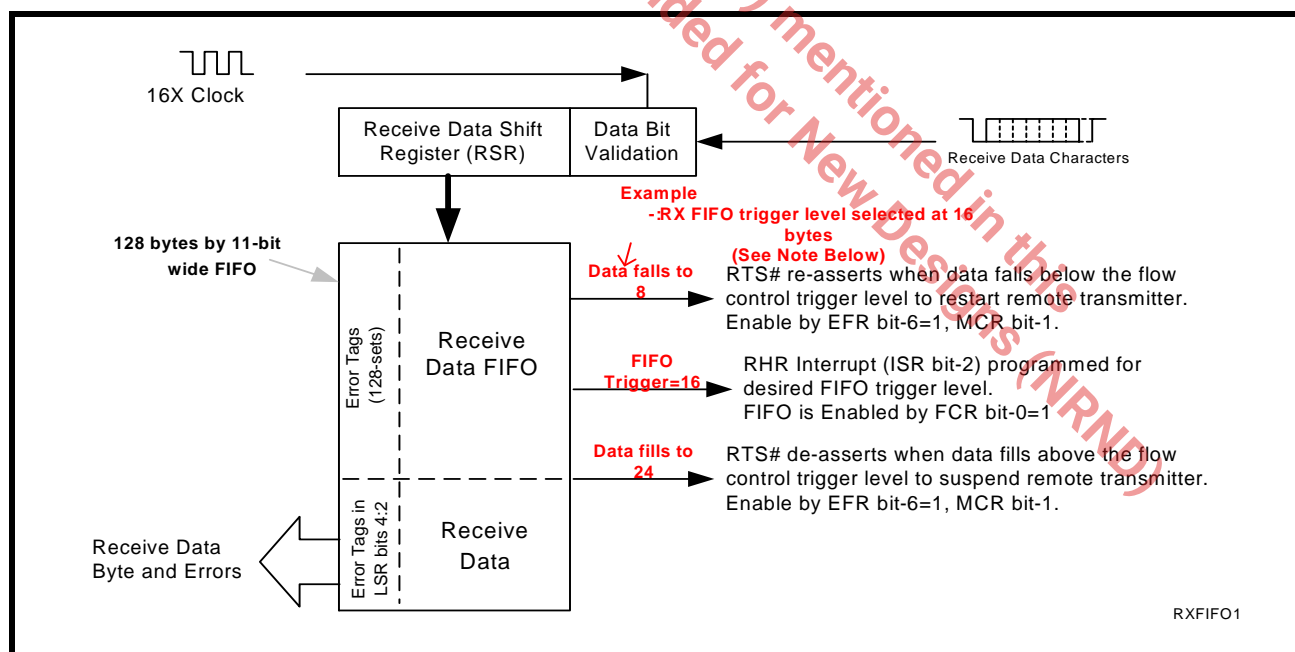 ) mentioned in this
ded for New Designs (NRND)
16X Clock
Receive Data Shift
Register (RSR)
Data Bit
Validation
Receive Data Characters
Example
-:RX FIFO trigger level selected at 16
bytes
(See Note Below)
128 bytes by 11-bit
wide FIFO
Data falls to
8
RTS# re-asserts when data falls below the flow
control trigger level to restart remote transmitter.
Enable by EFR bit-6=1, MCR bit-1.
Error Tags
(128-sets)
Receive
Data FIFO
FIFO
Trigger=16
RHR Interrupt (ISR bit-2) programmed for
desired FIFO trigger level.
FIFO is Enabled by FCR bit-0=1
Data fills to
24
RTS# de-asserts when data fills above the flow
control trigger level to suspend remote transmitter.
Enable by EFR bit-6=1, MCR bit-1.
Error Tags in
LSR bits 4:2
Receive
Data
Receive Data
Byte and Errors
RXFIFO1